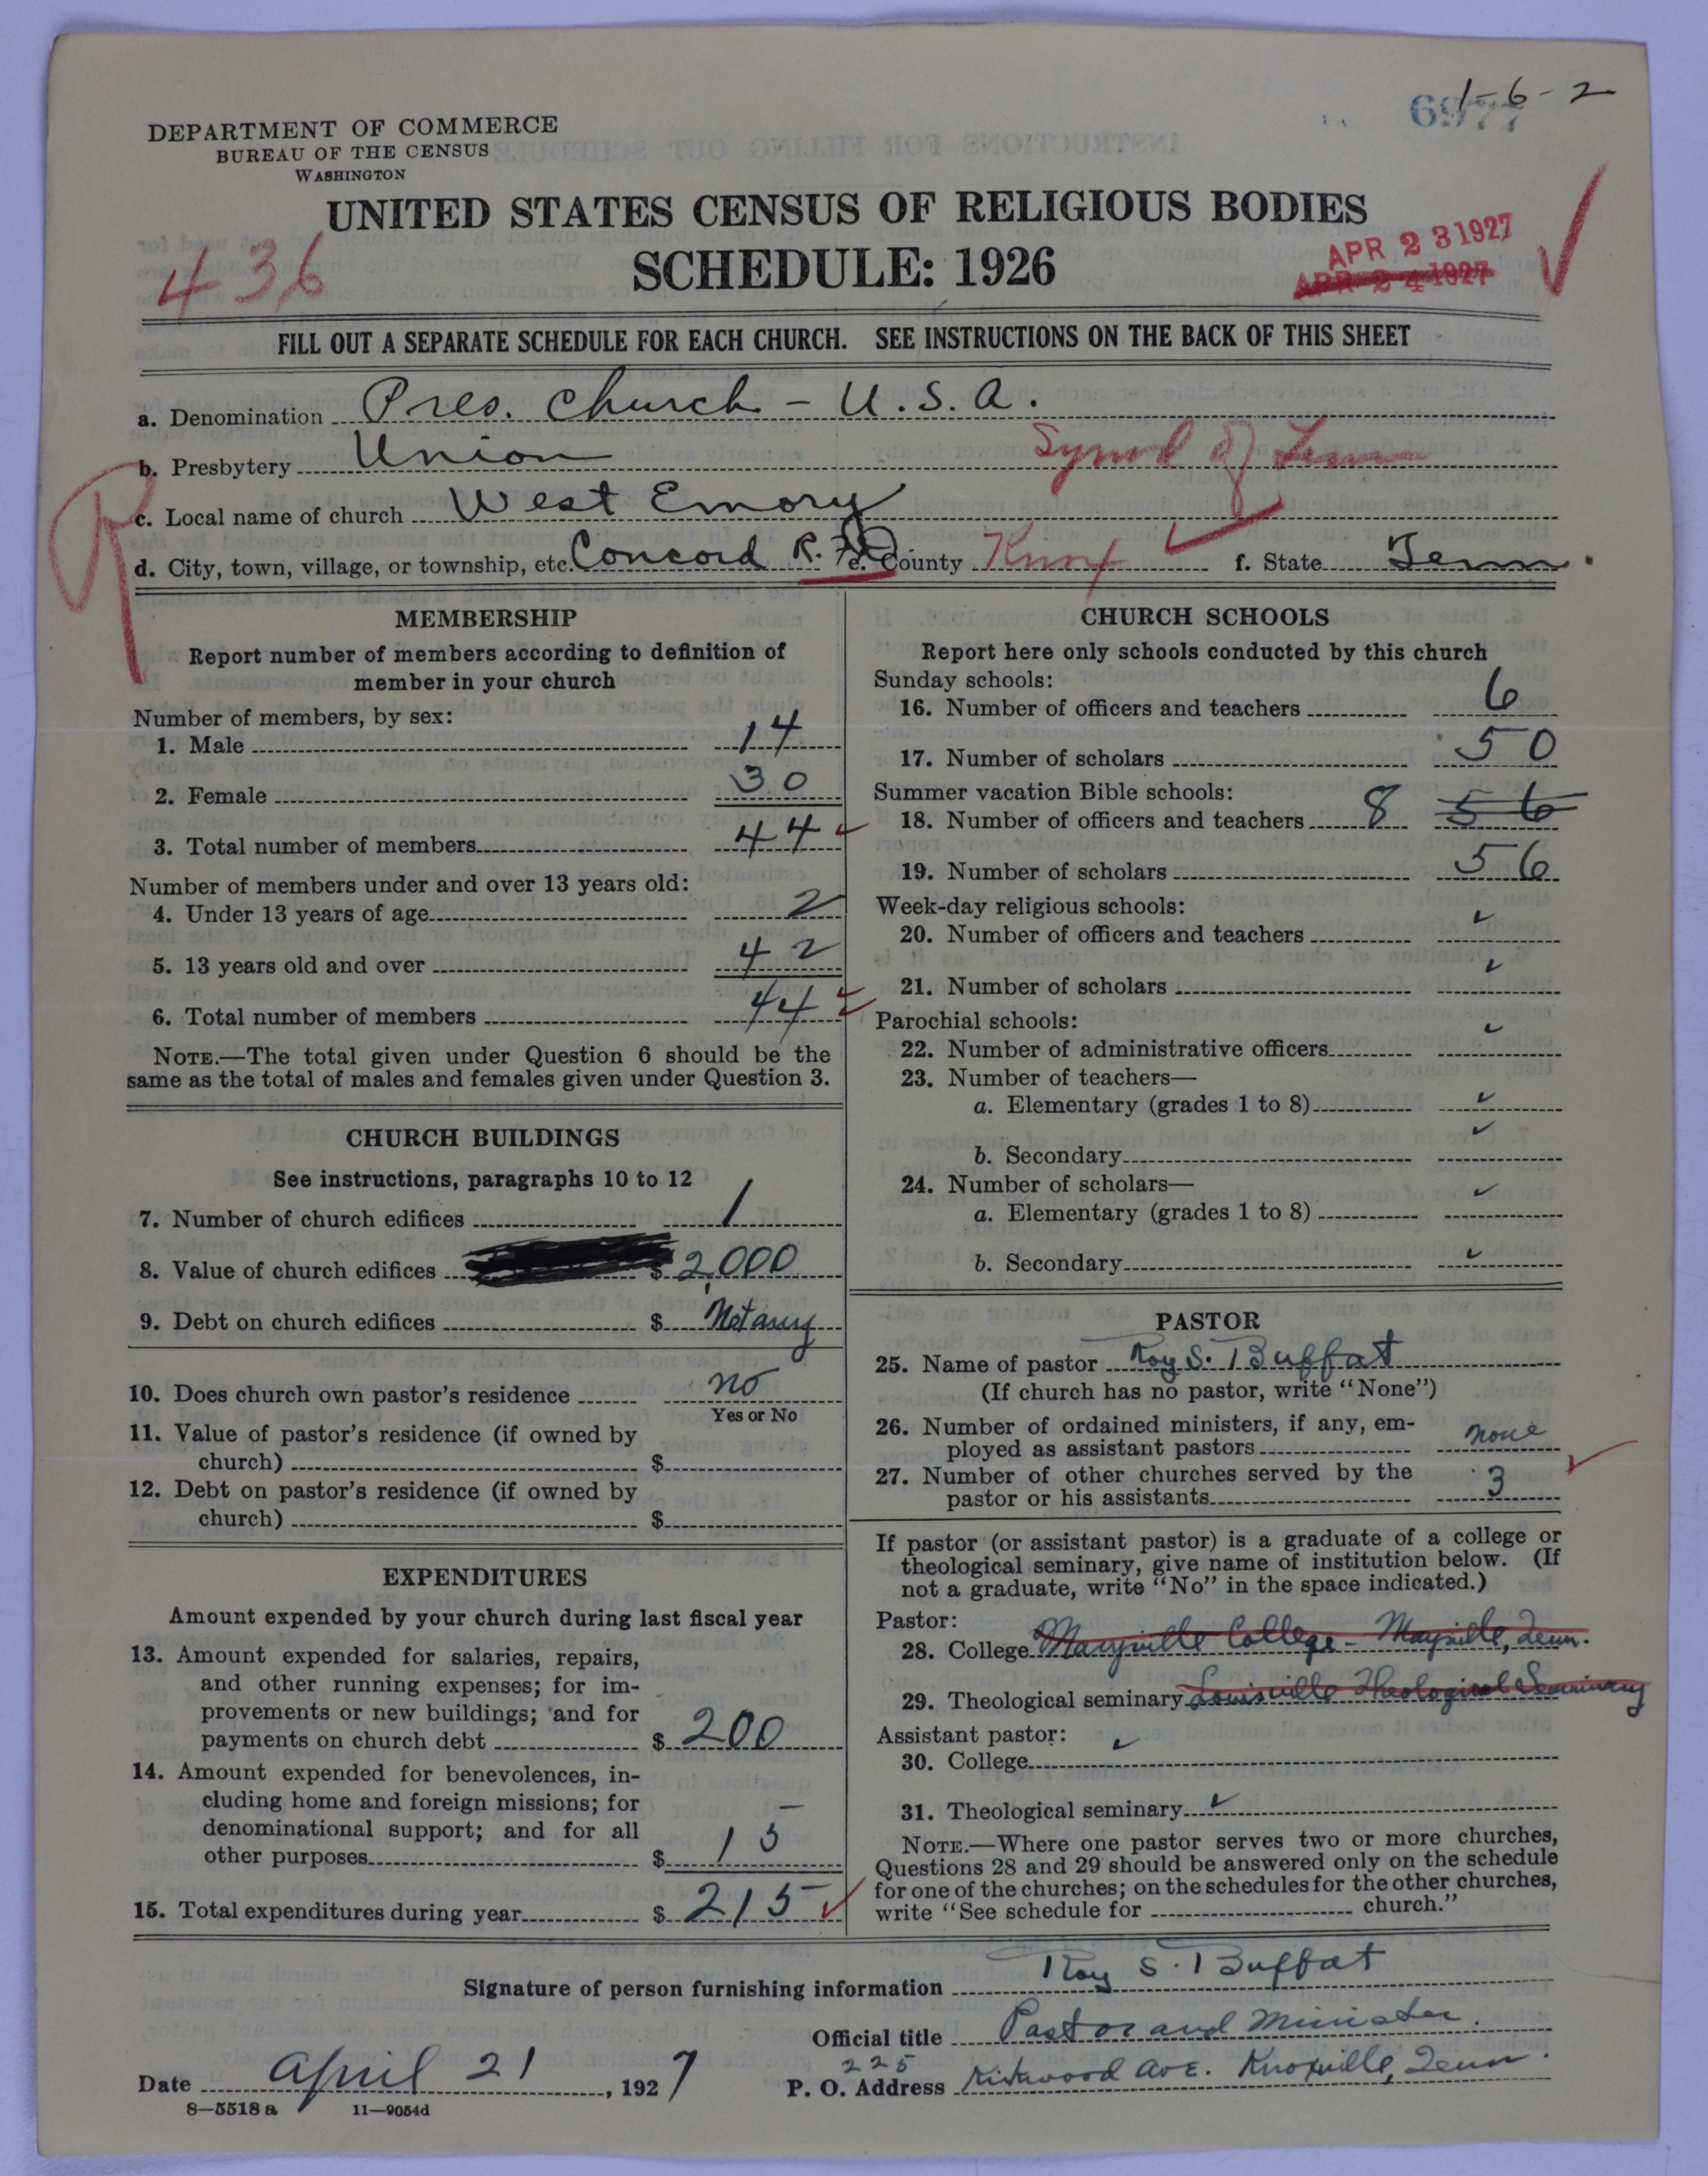 1-6-2
6977
DEPARTMENT OF COMMERCE
BUREAU OF THE CENSUS
WASHINGTON
UNITED STATES CENSUS OF RELIGIOUS BODIES
SCHEDULE: 1926
436
APR 23 1927
APR 24 1927
FILL OUT A SEPARATE SCHEDULE FOR EACH CHURCH. SEE INSTRUCTIONS ON THE BACK OF THIS SHEET
a. Denomination Pres. Church - U.S.A.
b. Presbytery Union Synod of Tenn
R
c. Local name of church West Emory
d. City, town, village, or township, etc. Concord R.F.D. e. County Knox f. State Tenn.
MEMBERSHIP
Report number of members according to definition of
member in your church
Number of members, by sex:
1. Male 14
2. Female 30
3. Total number of members 44
Number of members under and over 13 years old:
4. Under 13 years of age 2
5. 13 years old and over 42
6. Total number of members 44
NOTE.—The total given under Question 6 should be the
same as the total of males and females given under Question 3.
CHURCH BUILDINGS
See instructions, paragraphs 10 to 12
7. Number of church edifices 1
8. Value of church edifices $ 2,000
9. Debt on church edifices $ Not any
10. Does church own pastor's residence no
Yes or No
11. Value of pastor's residence (if owned by
church) $
12. Debt on pastor's residence (if owned by
church) $
EXPENDITURES
Amount expended by your church during last fiscal year
13. Amount expended for salaries, repairs,
and other running expenses; for im-
provements or new buildings; and for
payments on church debt $ 200
14. Amount expended for benevolences, in-
cluding home and foreign missions; for
denominational support; and for all
other purposes $ 15
15. Total expenditures during year $ 215
CHURCH SCHOOLS
Report here only schools conducted by this church
Sunday schools:
16. Number of officers and teachers 6
17. Number of scholars 50
Summer vacation Bible schools:
18. Number of officers and teachers 8 56
19. Number of scholars 56
Week-day religious schools:
20. Number of officers and teachers ✓
21. Number of scholars ✓
Parochial schools:
22. Number of administrative officers ✓
23. Number of teachers—
a. Elementary (grades 1 to 8) ✓
b. Secondary ✓
24. Number of scholars—
a. Elementary (grades 1 to 8) ✓
b. Secondary ✓
PASTOR
25. Name of pastor Roy S. Buffat
(If church has no pastor, write "None")
26. Number of ordained ministers, if any, em-
ployed as assistant pastors none
27. Number of other churches served by the
pastor or his assistants 3
If pastor (or assistant pastor) is a graduate of a college or
theological seminary, give name of institution below. (If
not a graduate, write "No" in the space indicated.)
Pastor:
28. College Maryville College - Maryville, Tenn.
29. Theological seminary Louisville Theological Seminary
Assistant pastor:
30. College ✓
31. Theological seminary ✓
NOTE.—Where one pastor serves two or more churches,
Questions 28 and 29 should be answered only on the schedule
for one of the churches; on the schedules for the other churches,
write "See schedule for church."
Signature of person furnishing information Roy S. Buffat
Official title Pastor and Minister.
Date April 21, 1927 P. O. Address 225 Kirkwood Ave. Knoxville, Tenn.
8—5518 a 11—9054d